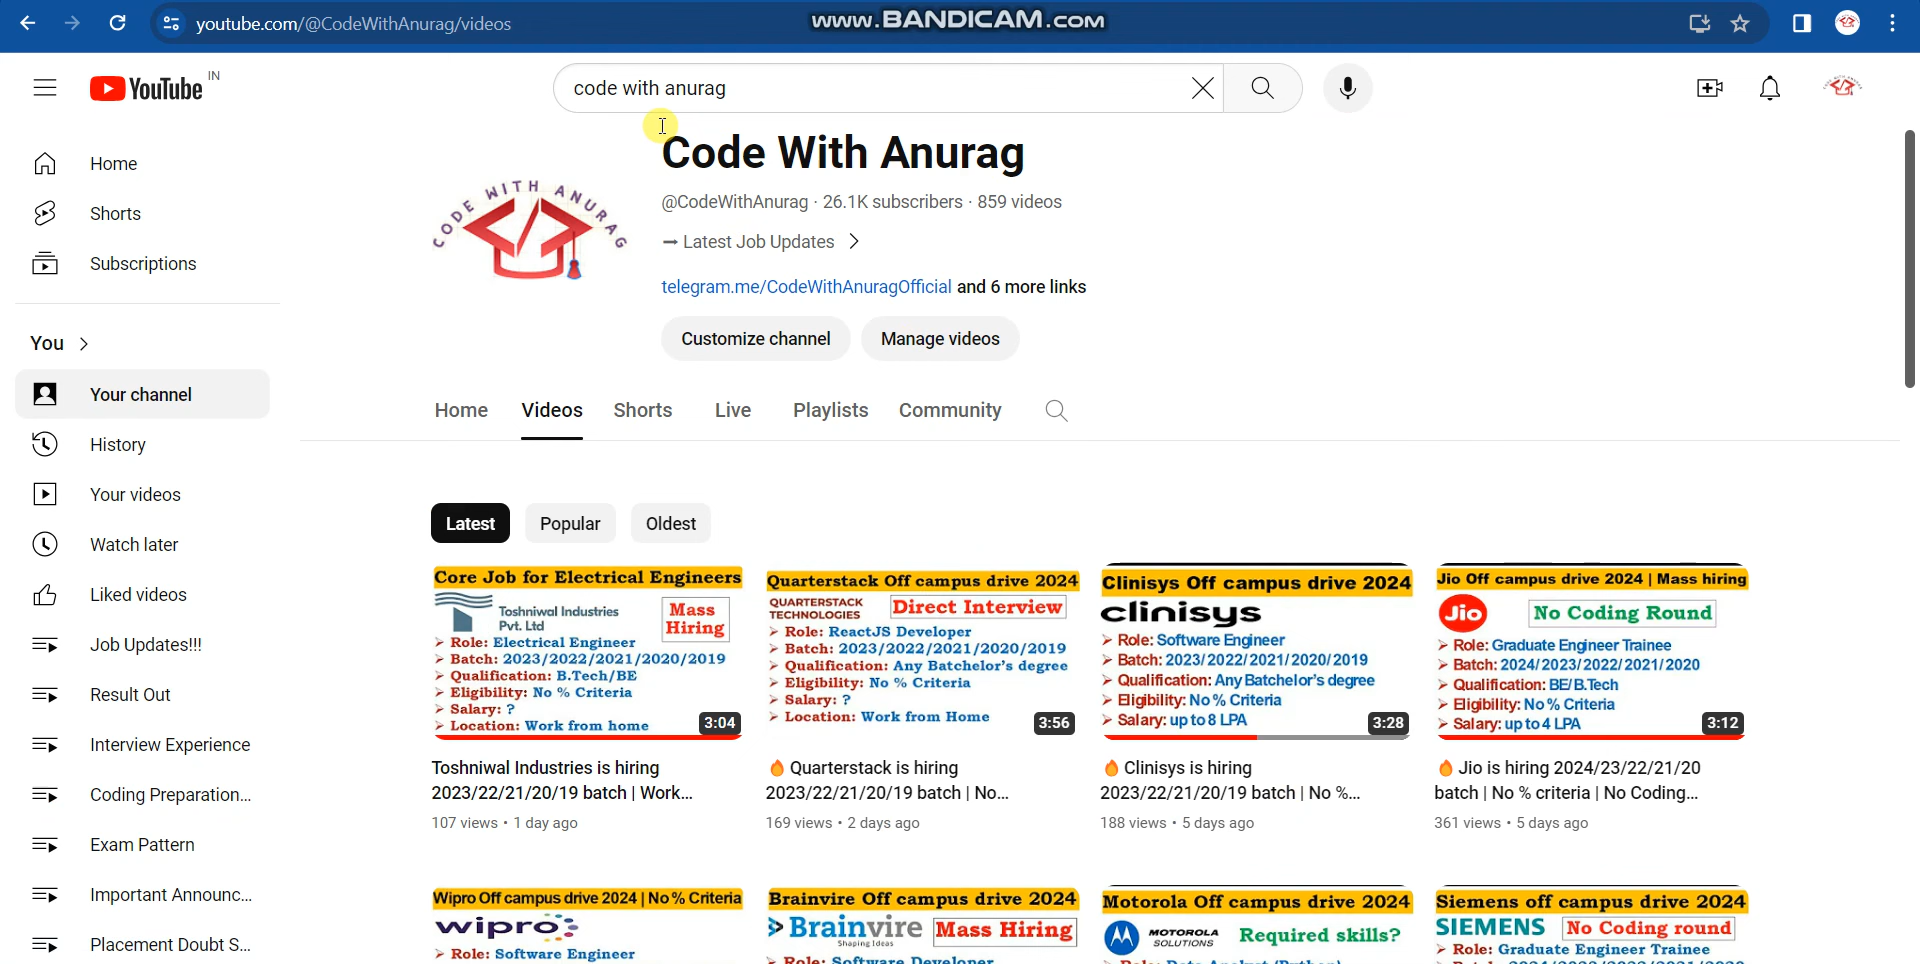 youtube.com/@CodeWithAnurag/videos
www.BANDICAM.com
YouTube IN
code with anurag
Home
Shorts
Subscriptions
You
Your channel
History
Your videos
Watch later
Liked videos
Job Updates!!!
Result Out
Interview Experience
Coding Preparation...
Exam Pattern
Important Announc...
Placement Doubt S...
CODE WITH ANURAG
Code With Anurag
@CodeWithAnurag · 26.1K subscribers · 859 videos
Latest Job Updates
telegram.me/CodeWithAnuragOfficial and 6 more links
Customize channel
Manage videos
Home Videos Shorts Live Playlists Community
Latest Popular Oldest
Core Job for Electrical Engineers
Toshniwal Industries
Pvt. Ltd
Mass
Hiring
Role: Electrical Engineer
Batch: 2023/2022/2021/2020/2019
Qualification: B.Tech/BE
Eligibility: No % Criteria
Salary: ?
Location: Work from home
3:04
Toshniwal Industries is hiring
2023/22/21/20/19 batch | Work...
107 views · 1 day ago
Quarterstack Off campus drive 2024
QUARTERSTACK
TECHNOLOGIES
Direct Interview
Role: ReactJS Developer
Batch: 2023/2022/2021/2020/2019
Qualification: Any Batchelor's degree
Eligibility: No % Criteria
Salary: ?
Location: Work from Home
3:56
🔥 Quarterstack is hiring
2023/22/21/20/19 batch | No...
169 views · 2 days ago
Clinisys Off campus drive 2024
clinisys
Role: Software Engineer
Batch: 2023/2022/2021/2020/2019
Qualification: Any Batchelor's degree
Eligibility: No % Criteria
Salary: up to 8 LPA
3:28
🔥 Clinisys is hiring
2023/22/21/20/19 batch | No %...
188 views · 5 days ago
Jio Off campus drive 2024 | Mass hiring
Jio
No Coding Round
Role: Graduate Engineer Trainee
Batch: 2024/2023/2022/2021/2020
Qualification: BE/B.Tech
Eligibility: No % Criteria
Salary: up to 4 LPA
3:12
🔥 Jio is hiring 2024/23/22/21/20
batch | No % criteria | No Coding...
361 views · 5 days ago
Wipro Off campus drive 2024 | No % Criteria
wipro
Role: Software Engineer
Brainvire Off campus drive 2024
Brainvire
Shaping Ideas
Mass Hiring
Role: Software Developer
Motorola Off campus drive 2024
MOTOROLA
SOLUTIONS
Required skills?
Role: Data Analyst (Python)
Siemens off campus drive 2024
SIEMENS
No Coding round
Role: Graduate Engineer Trainee